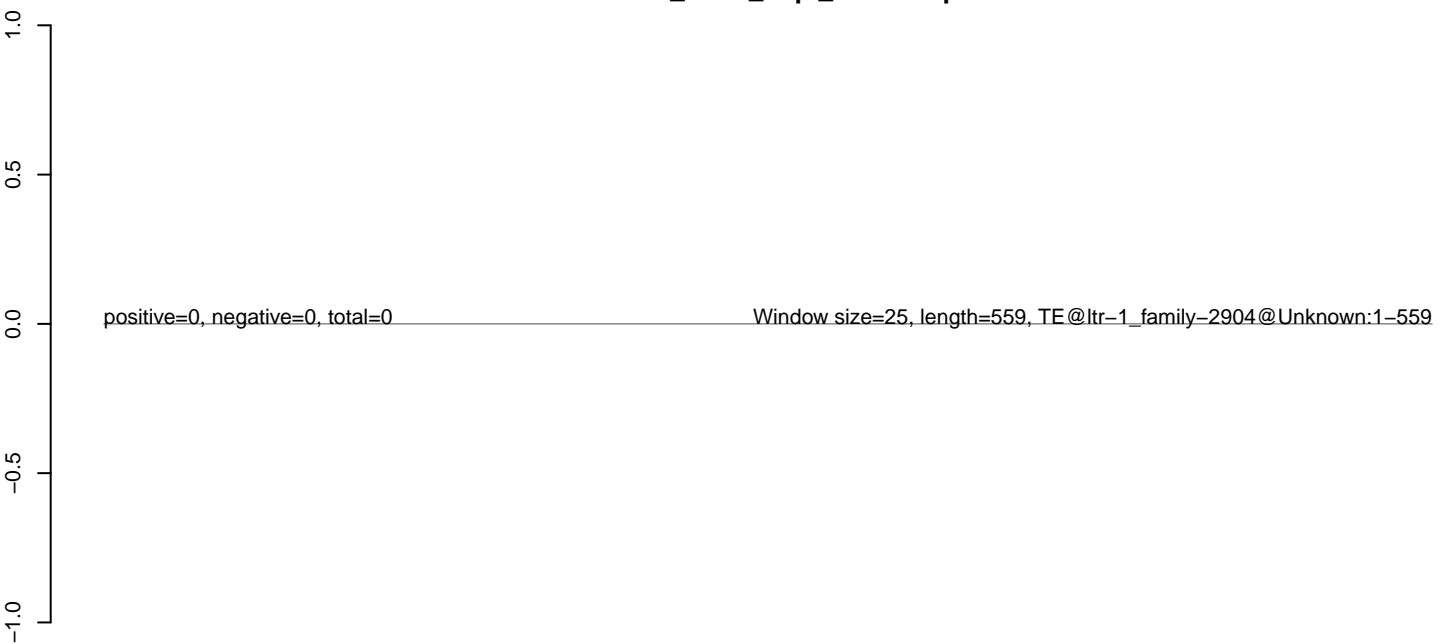 1.0
0.5
0.0
−0.5
−1.0
positive=0, negative=0, total=0
Window size=25, length=559, TE@ltr−1_family−2904@Unknown:1−559